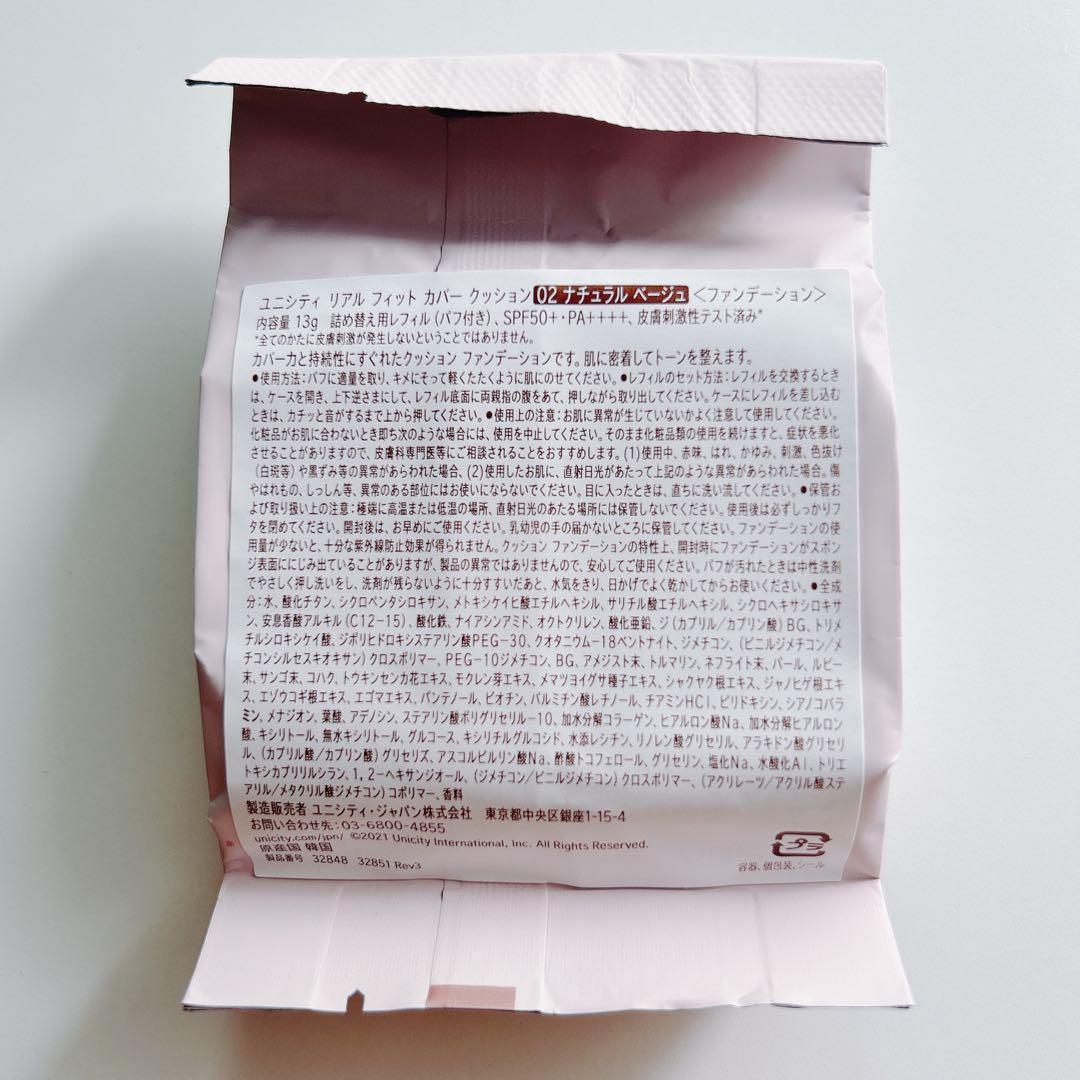 ユニシティ リアル フィット カバー クッション 02 ナチュラル ベージュ <ファンデーション>
内容量 13g 詰め替え用レフィル(パフ付き)、SPF50+・PA++++、皮膚刺激性テスト済み*
*全てのかたに皮膚刺激が発生しないということではありません。
カバー力と持続性にすぐれたクッション ファンデーションです。肌に密着してトーンを整えます。
●使用方法:パフに適量を取り、キメにそって軽くたたくように肌にのせてください。●レフィルのセット方法:レフィルを交換するとき
は、ケースを開き、上下逆さまにして、レフィル底面に両親指の腹をあて、押しながら取り出してください。ケースにレフィルを差し込む
ときは、カチッと音がするまで上から押してください。●使用上の注意:お肌に異常が生じていないかよく注意して使用してください。
化粧品がお肌に合わないとき即ち次のような場合には、使用を中止してください。そのまま化粧品類の使用を続けますと、症状を悪化
させることがありますので、皮膚科専門医等にご相談されることをおすすめします。(1)使用中、赤味、はれ、かゆみ、刺激、色抜け
(白斑等)や黒ずみ等の異常があらわれた場合、(2)使用したお肌に、直射日光があたって上記のような異常があらわれた場合。傷
やはれもの、しっしん等、異常のある部位にはお使いにならないでください。目に入ったときは、直ちに洗い流してください。●保管お
よび取り扱い上の注意:極端に高温または低温の場所、直射日光のあたる場所には保管しないでください。使用後は必ずしっかりフ
タを閉めてください。開封後は、お早めにご使用ください。乳幼児の手の届かないところに保管してください。ファンデーションの使
用量が少ないと、十分な紫外線防止効果が得られません。クッション ファンデーションの特性上、開封時にファンデーションがスポン
ジ表面ににじみ出ていることがありますが、製品の異常ではありませんので、安心してご使用ください。パフが汚れたときは中性洗剤
でやさしく押し洗いをし、洗剤が残らないように十分すすいだあと、水気をきり、日かげでよく乾かしてからお使いください。●全成
分:水、酸化チタン、シクロペンタシロキサン、メトキシケイヒ酸エチルヘキシル、サリチル酸エチルヘキシル、シクロヘキサシロキサ
ン、安息香酸アルキル(C12-15)、酸化鉄、ナイアシンアミド、オクトクリレン、酸化亜鉛、ジ(カプリル/カプリン酸)BG、トリメ
チルシロキシケイ酸、ジポリヒドロキシステアリン酸PEG-30、クオタニウム-18ベントナイト、ジメチコン、(ビニルジメチコン/メ
チコンシルセスキオキサン)クロスポリマー、PEG-10ジメチコン、BG、アメジスト末、トルマリン、ネフライト末、パール、ルビー
末、サンゴ末、コハク、トウキンセンカ花エキス、モクレン芽エキス、メマツヨイグサ種子エキス、シャクヤク根エキス、ジャノヒゲ根エキ
ス、エゾウコギ根エキス、エゴマエキス、パンテノール、ビオチン、パルミチン酸レチノール、チアミンHCl、ピリドキシン、シアノコバラ
ミン、メナジオン、葉酸、アデノシン、ステアリン酸ポリグリセリル-10、加水分解コラーゲン、ヒアルロン酸Na、加水分解ヒアルロン
酸、キシリトール、無水キシリトール、グルコース、キシリチルグルコシド、水添レシチン、リノレン酸グリセリル、アラキドン酸グリセリ
ル、(カプリル酸/カプリン酸)グリセリズ、アスコルビルリン酸Na、酢酸トコフェロール、グリセリン、塩化Na、水酸化Al、トリエ
トキシカプリリルシラン、1,2-ヘキサンジオール、(ジメチコン/ビニルジメチコン)クロスポリマー、(アクリレーツ/アクリル酸ステ
アリル/メタクリル酸ジメチコン)コポリマー、香料
製造販売者 ユニシティ・ジャパン株式会社 東京都中央区銀座1-15-4
お問い合わせ先:03-6800-4855
unicity.com/jpn/ ©2021 Unicity International, Inc. All Rights Reserved.
原産国 韓国
製品番号 32848 32851 Rev3
プラ
容器、個包装、シール